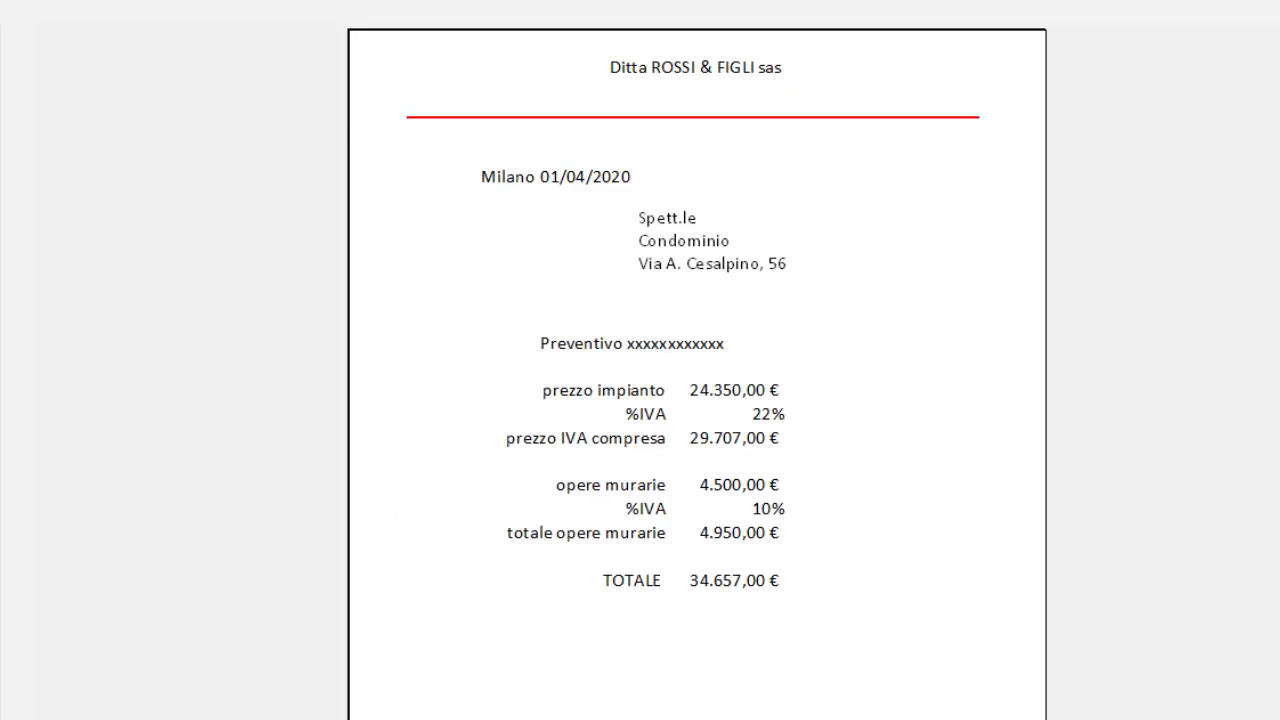 Ditta ROSSI & FIGLI sas
Milano 01/04/2020
Spett.le
Condominio
Via A. Cesalpino, 56
Preventivo xxxxxxxxxxxx
prezzo impianto 24.350,00 €
%IVA 22%
prezzo IVA compresa 29.707,00 €
opere murarie 4.500,00 €
%IVA 10%
totale opere murarie 4.950,00 €
TOTALE 34.657,00 €